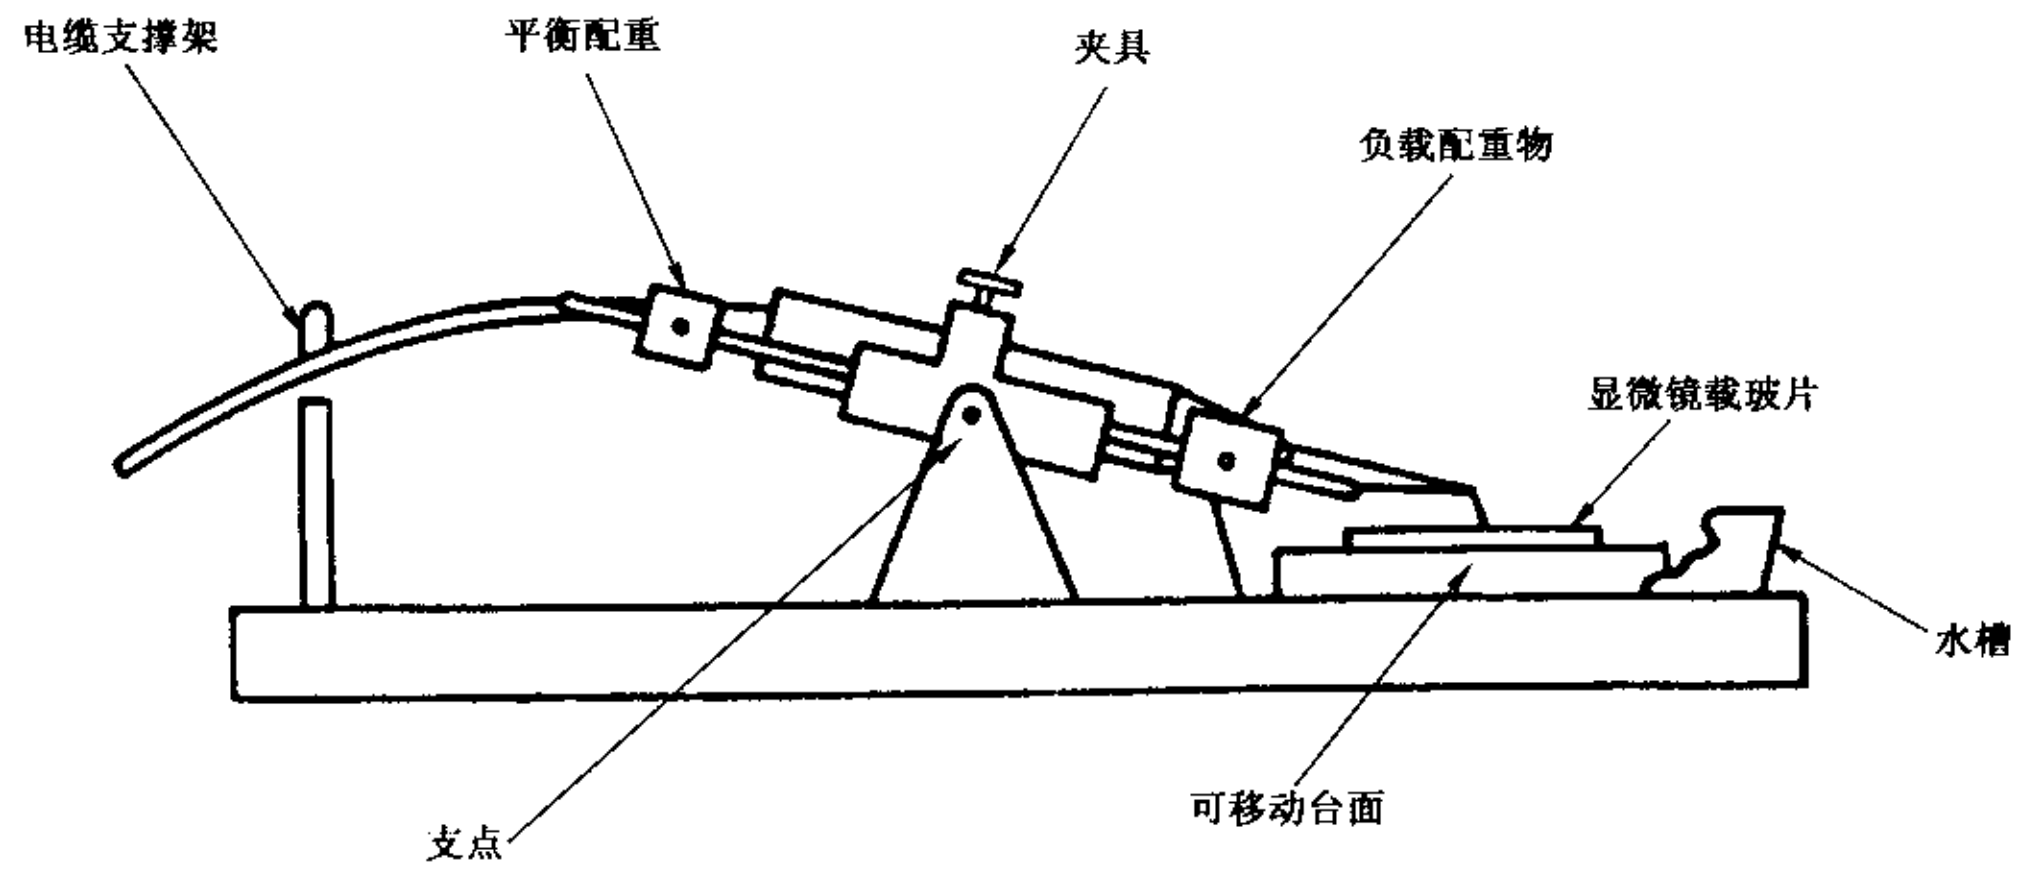 电缆支撑架
平衡配重
夹具
负载配重物
显微镜载玻片
水槽
可移动台面
支点